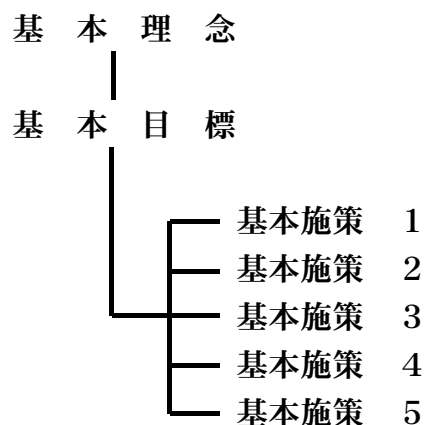 基　本　理　念
基　本　目　標
基本施策　１
基本施策　２
基本施策　３
基本施策　４
基本施策　５